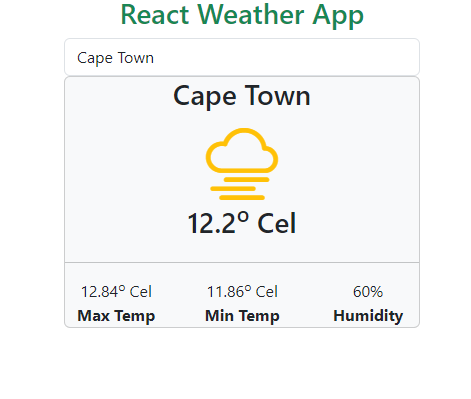 React Weather App
Cape Town
Cape Town
12.2° Cel
12.84° Cel 11.86° Cel 60%
Max Temp Min Temp Humidity